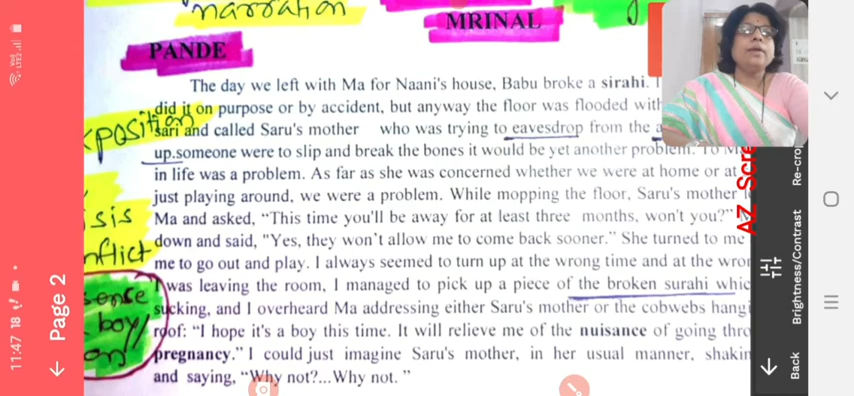 narration
MRINAL
PANDE
The day we left with Ma for Naani's house, Babu broke a sirahi. I
did it on purpose or by accident, but anyway the floor was flooded with
sari and called Saru's mother who was trying to eavesdrop from the
up.someone were to slip and break the bones it would be yet another problem. To M
in life was a problem. As far as she was concerned whether we were at home or at
just playing around, we were a problem. While mopping the floor, Saru's mother
Ma and asked, "This time you'll be away for at least three months, won't you?"
down and said, "Yes, they won't allow me to come back sooner." She turned to me
me to go out and play. I always seemed to turn up at the wrong time and at the wron
I was leaving the room, I managed to pick up a piece of the broken surahi whic
sucking, and I overheard Ma addressing either Saru's mother or the cobwebs hangi
roof: "I hope it's a boy this time. It will relieve me of the nuisance of going thro
pregnancy." I could just imagine Saru's mother, in her usual manner, shakin
and saying, "Why not?...Why not. "
xposition
sis
nflict
sense
boy/
on
AZ Scre
Re-crop
Brightness/Contrast
Back
Page 2
11:47 18
Vo)
LTE2